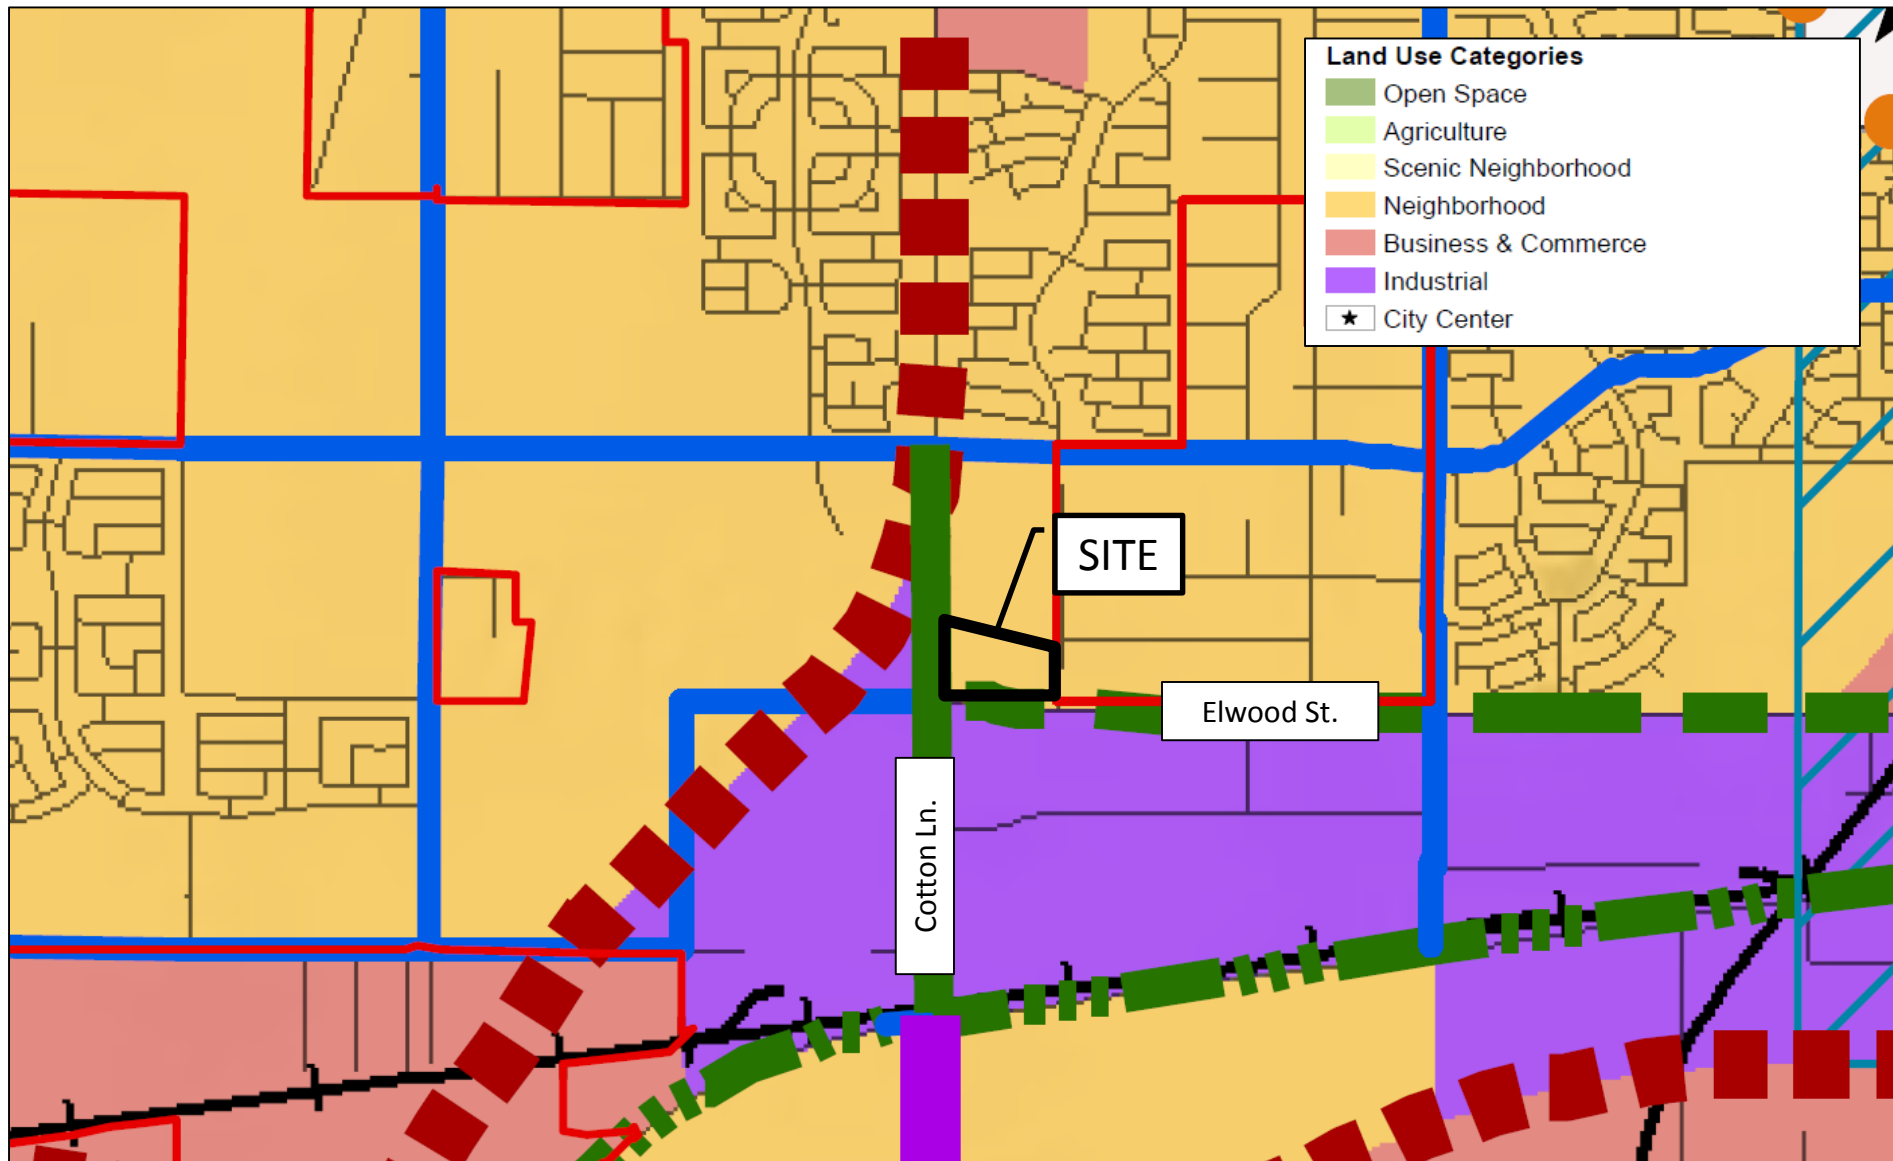 Land Use Categories
Open Space
Agriculture
Scenic Neighborhood
Neighborhood
Business & Commerce
Industrial
City Center
SITE
Elwood St.
Cotton Ln.